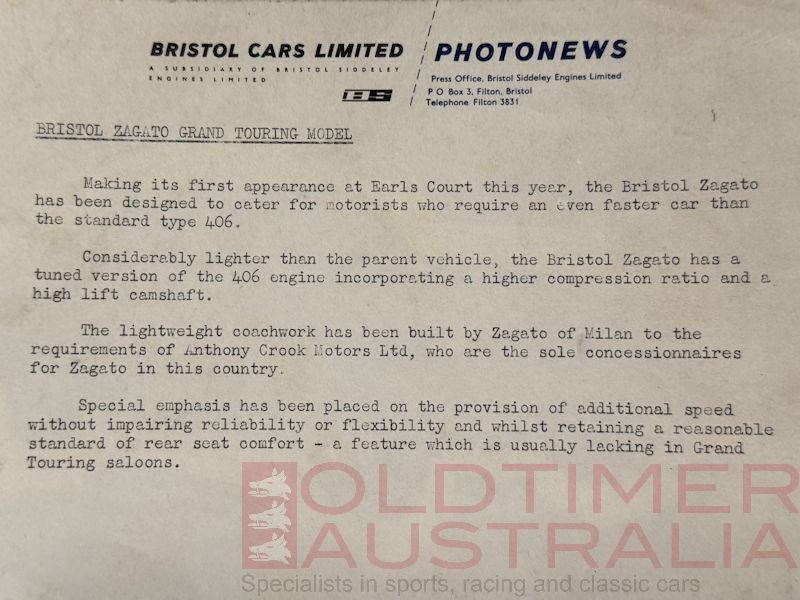 BRISTOL CARS LIMITED
A SUBSIDIARY OF BRISTOL SIDDELEY
ENGINES LIMITED
BS
PHOTONEWS
Press Office, Bristol Siddeley Engines Limited
P O Box 3, Filton, Bristol
Telephone Filton 3831
BRISTOL ZAGATO GRAND TOURING MODEL
Making its first appearance at Earls Court this year, the Bristol Zagato
has been designed to cater for motorists who require an even faster car than
the standard type 406.
Considerably lighter than the parent vehicle, the Bristol Zagato has a
tuned version of the 406 engine incorporating a higher compression ratio and a
high lift camshaft.
The lightweight coachwork has been built by Zagato of Milan to the
requirements of Anthony Crook Motors Ltd, who are the sole concessionnaires
for Zagato in this country.
Special emphasis has been placed on the provision of additional speed
without impairing reliability or flexibility and whilst retaining a reasonable
standard of rear seat comfort - a feature which is usually lacking in Grand
Touring saloons.
OLDTIMER
AUSTRALIA
Specialists in sports, racing and classic cars